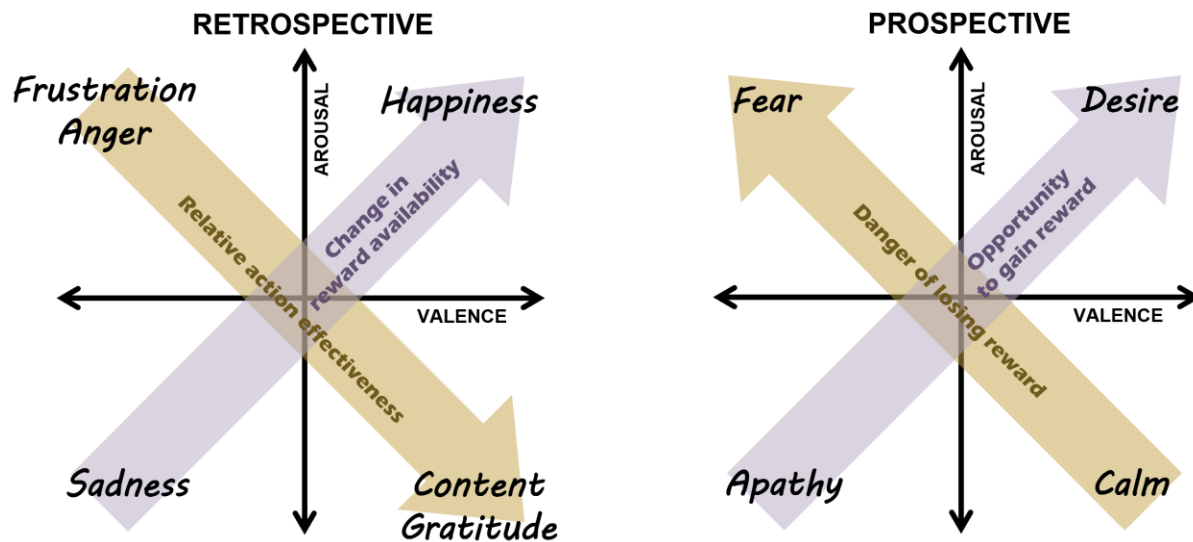 RETROSPECTIVE
Frustration
Anger
Happiness
AROUSAL
Change in
reward availability
Relative action effectiveness
VALENCE
Sadness
Content
Gratitude
PROSPECTIVE
Fear
Desire
AROUSAL
Opportunity
to gain reward
Danger of losing reward
VALENCE
Apathy
Calm